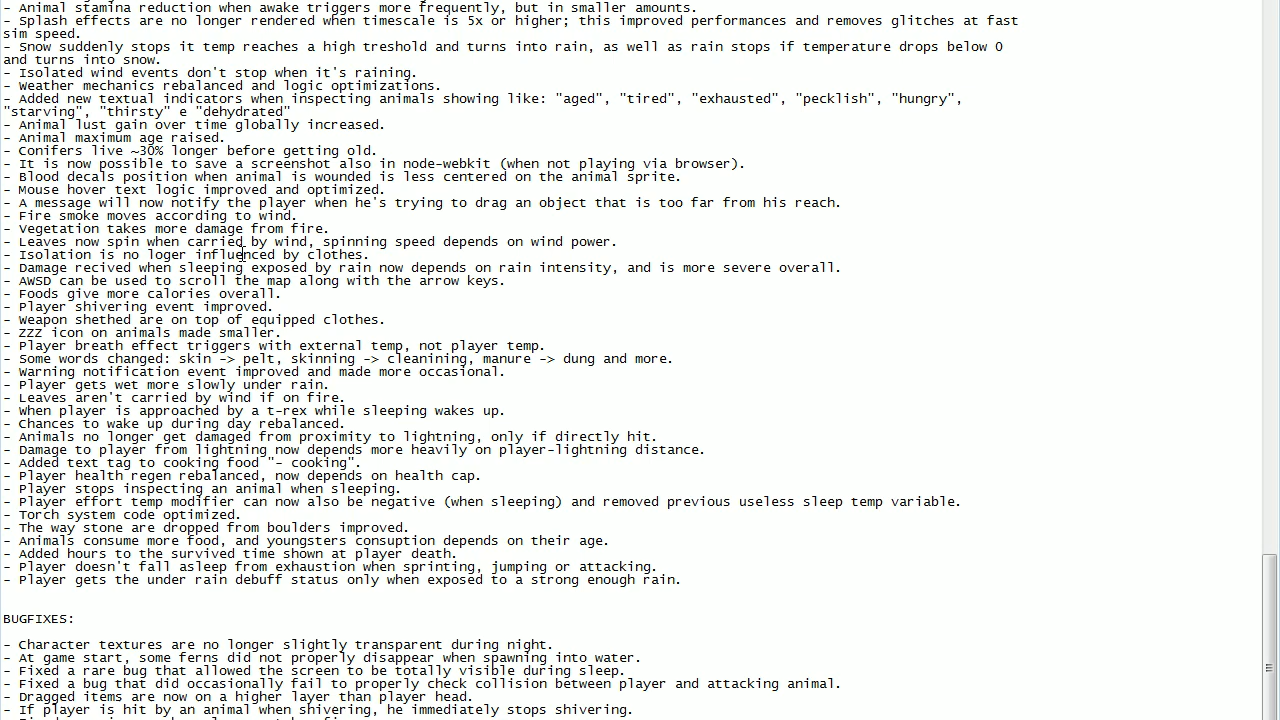 - Animal stamina reduction when awake triggers more frequently, but in smaller amounts.
- Splash effects are no longer rendered when timescale is 5x or higher; this improved performances and removes glitches at fast
sim speed.
- Snow suddenly stops it temp reaches a high treshold and turns into rain, as well as rain stops if temperature drops below 0
and turns into snow.
- Isolated wind events don't stop when it's raining.
- Weather mechanics rebalanced and logic optimizations.
- Added new textual indicators when inspecting animals showing like: "aged", "tired", "exhausted", "pecklish", "hungry",
"starving", "thirsty" e "dehydrated"
- Animal lust gain over time globally increased.
- Animal maximum age raised.
- Conifers live ~30% longer before getting old.
- It is now possible to save a screenshot also in node-webkit (when not playing via browser).
- Blood decals position when animal is wounded is less centered on the animal sprite.
- Mouse hover text logic improved and optimized.
- A message will now notify the player when he's trying to drag an object that is too far from his reach.
- Fire smoke moves according to wind.
- Vegetation takes more damage from fire.
- Leaves now spin when carried by wind, spinning speed depends on wind power.
- Isolation is no loger influenced by clothes.
- Damage recived when sleeping exposed by rain now depends on rain intensity, and is more severe overall.
- AWSD can be used to scroll the map along with the arrow keys.
- Foods give more calories overall.
- Player shivering event improved.
- Weapon shethed are on top of equipped clothes.
- ZZZ icon on animals made smaller.
- Player breath effect triggers with external temp, not player temp.
- Some words changed: skin -> pelt, skinning -> cleanining, manure -> dung and more.
- Warning notification event improved and made more occasional.
- Player gets wet more slowly under rain.
- Leaves aren't carried by wind if on fire.
- When player is approached by a t-rex while sleeping wakes up.
- Chances to wake up during day rebalanced.
- Animals no longer get damaged from proximity to lightning, only if directly hit.
- Damage to player from lightning now depends more heavily on player-lightning distance.
- Added text tag to cooking food "- cooking".
- Player health regen rebalanced, now depends on health cap.
- Player stops inspecting an animal when sleeping.
- Player effort temp modifier can now also be negative (when sleeping) and removed previous useless sleep temp variable.
- Torch system code optimized.
- The way stone are dropped from boulders improved.
- Animals consume more food, and youngsters consuption depends on their age.
- Added hours to the survived time shown at player death.
- Player doesn't fall asleep from exhaustion when sprinting, jumping or attacking.
- Player gets the under rain debuff status only when exposed to a strong enough rain.
BUGFIXES:
- Character textures are no longer slightly transparent during night.
- At game start, some ferns did not properly disappear when spawning into water.
- Fixed a rare bug that allowed the screen to be totally visible during sleep.
- Fixed a bug that did occasionally fail to properly check collision between player and attacking animal.
- Dragged items are now on a higher layer than player head.
- If player is hit by an animal when shivering, he immediately stops shivering.